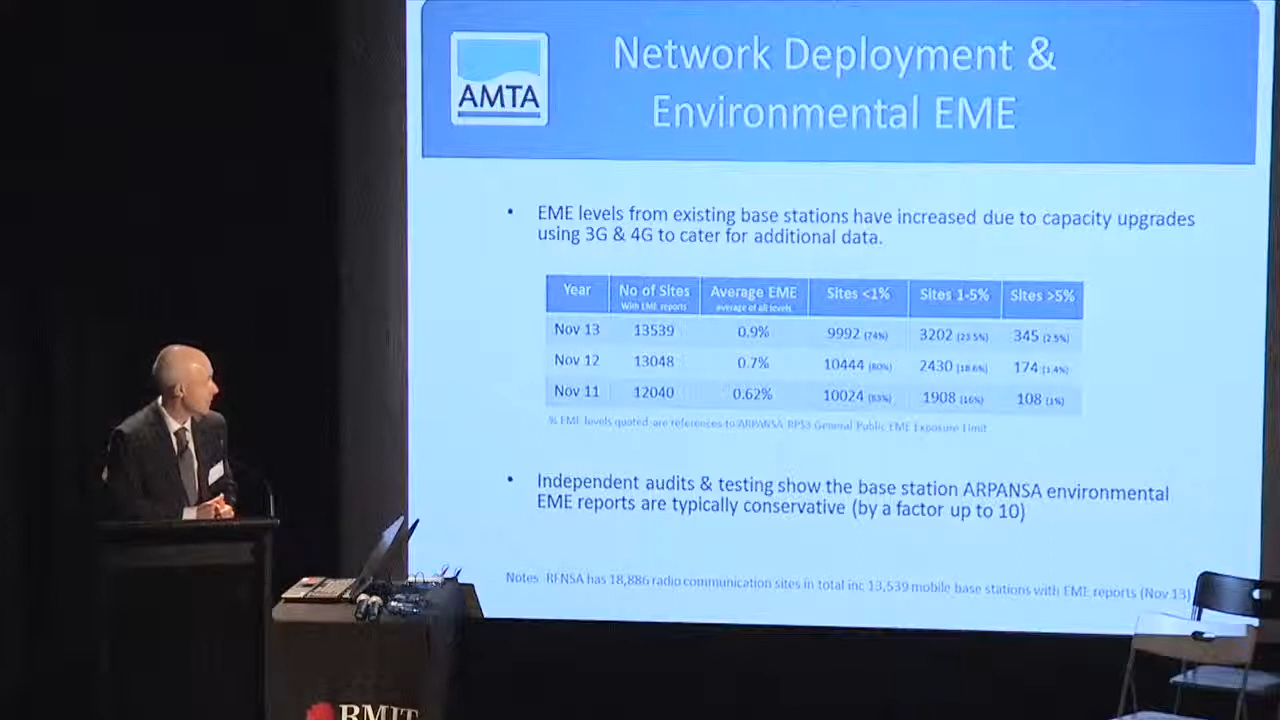 AMTA
Network Deployment &
Environmental EME
• EME levels from existing base stations have increased due to capacity upgrades
using 3G & 4G to cater for additional data.
Year No of Sites Average EME Sites <1% Sites 1-5% Sites >5%
With EME reports average of all levels
Nov 13 13539 0.9% 9992 (74%) 3202 (23.5%) 345 (2.5%)
Nov 12 13048 0.7% 10444 (80%) 2430 (18.6%) 174 (1.4%)
Nov 11 12040 0.62% 10024 (83%) 1908 (16%) 108 (1%)
% EME levels quoted are references to ARPANSA RPS3 General Public EME Exposure Limit
• Independent audits & testing show the base station ARPANSA environmental
EME reports are typically conservative (by a factor up to 10)
Notes RFNSA has 18,886 radio communication sites in total inc 13,539 mobile base stations with EME reports (Nov 13)
RMIT